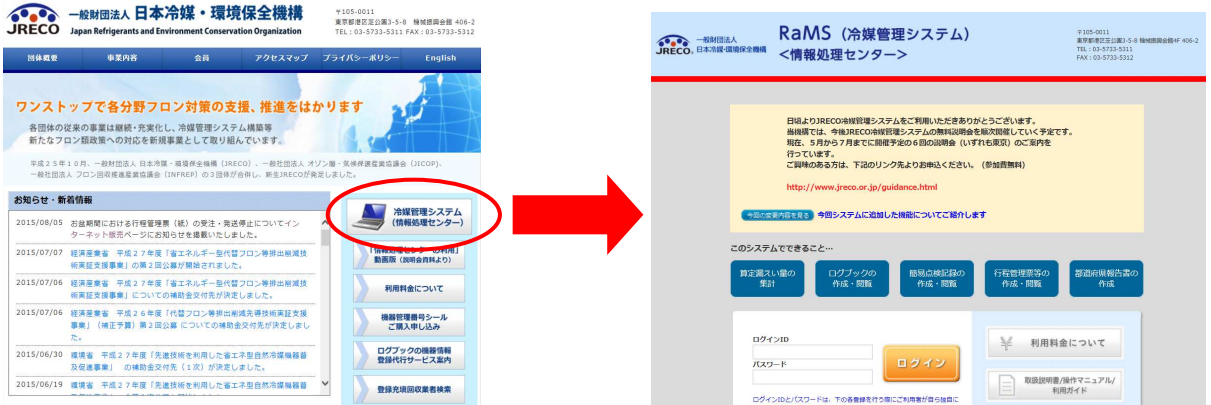 JRECO
一般財団法人 日本冷媒・環境保全機構
Japan Refrigerants and Environment Conservation Organization
〒105-0011
東京都港区芝公園3-5-8 機械振興会館 406-2
TEL：03-5733-5311 FAX：03-5733-5312
団体概要 事業内容 会員 アクセスマップ プライバシーポリシー English
ワンストップで各分野フロン対策の支援、推進をはかります
各団体の従来の事業は継続・充実化し、冷媒管理システム構築等
新たなフロン類政策への対応を新規事業として取り組んでいます。
平成２５年１０月、一般財団法人 日本冷媒・環境保全機構（JRECO）、一般社団法人 オゾン層・気候保護産業協議会（JICOP)、
一般社団法人 フロン回収推進産業協議会（INFREP）の３団体が合併し、新生JRECOが発足しました。
お知らせ・新着情報
2015/08/05 お盆期間における行程管理票（紙）の受注・発送停止についてイン
ターネット販売ページにお知らせを掲載いたしました。
2015/07/07 経済産業省 平成２７年度「省エネルギー型代替フロン等排出削減技
術実証支援事業」の第２回公募が開始されました。
2015/07/06 経済産業省 平成２７年度「省エネルギー型代替フロン等排出削減技
術実証支援事業」についての補助金交付先が決定しました。
2015/07/06 経済産業省 平成２６年度「代替フロン等排出削減先導技術実証支援
事業」（補正予算）第２回公募 についての補助金交付先が決定しまし
た。
2015/06/30 環境省 平成２７年度「先進技術を利用した省エネ型自然冷媒機器普
及促進事業」 の補助金交付先（１次）が決定しました。
2015/06/19 環境省 平成２７年度「先進技術を利用した省エネ型自然冷媒機器普
冷媒管理システム
(情報処理センター)
「情報処理センターの利用」
動画版（説明会資料より）
利用料金について
機器管理番号シール
ご購入申し込み
ログブックの機器情報
登録代行サービス案内
登録充填回収業者検索
JRECO
一般財団法人
日本冷媒・環境保全機構
RaMS（冷媒管理システム）
<情報処理センター>
〒105-0011
東京都港区芝公園3-5-8 機械振興会館4F 406-2
TEL：03-5733-5311
FAX：03-5733-5312
日頃よりJRECO冷媒管理システムをご利用いただきありがとうございます。
当機構では、今後JRECO冷媒管理システムの無料説明会を順次開催していく予定です。
現在、５月から７月までに開催予定の６回の説明会（いずれも東京）のご案内を
行っています。
ご興味のある方は、下記のリンク先よりお申込ください。（参加費無料）
http://www.jreco.or.jp/guidance.html
今回の変更内容を見る 今回システムに追加した機能についてご紹介します
このシステムでできること…
算定漏えい量の
集計
ログブックの
作成・閲覧
簡易点検記録の
作成・閲覧
行程管理票等の
作成・閲覧
都道府県報告書の
作成
ログインID
パスワード
ログイン
ログインIDとパスワードは、下の各登録を行う際にご利用者が自ら独自に
利用料金について
取扱説明書/操作マニュアル/
利用ガイド